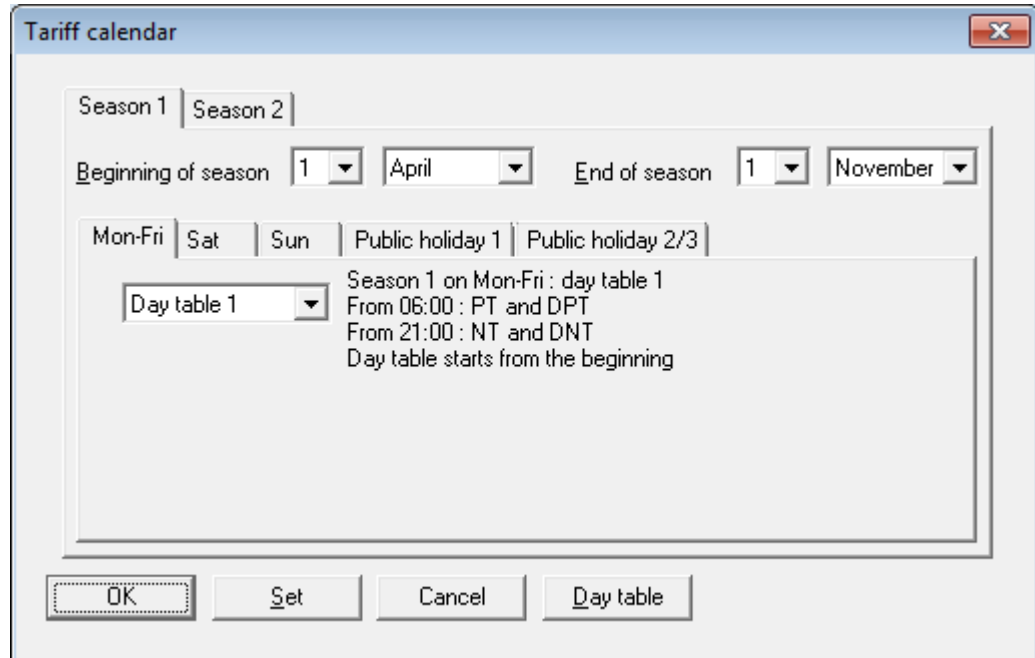 Tariff calendar
Season 1 Season 2
Beginning of season 1 April End of season 1 November
Mon-Fri Sat Sun Public holiday 1 Public holiday 2/3
Day table 1
Season 1 on Mon-Fri : day table 1
From 06:00 : PT and DPT
From 21:00 : NT and DNT
Day table starts from the beginning
OK Set Cancel Day table